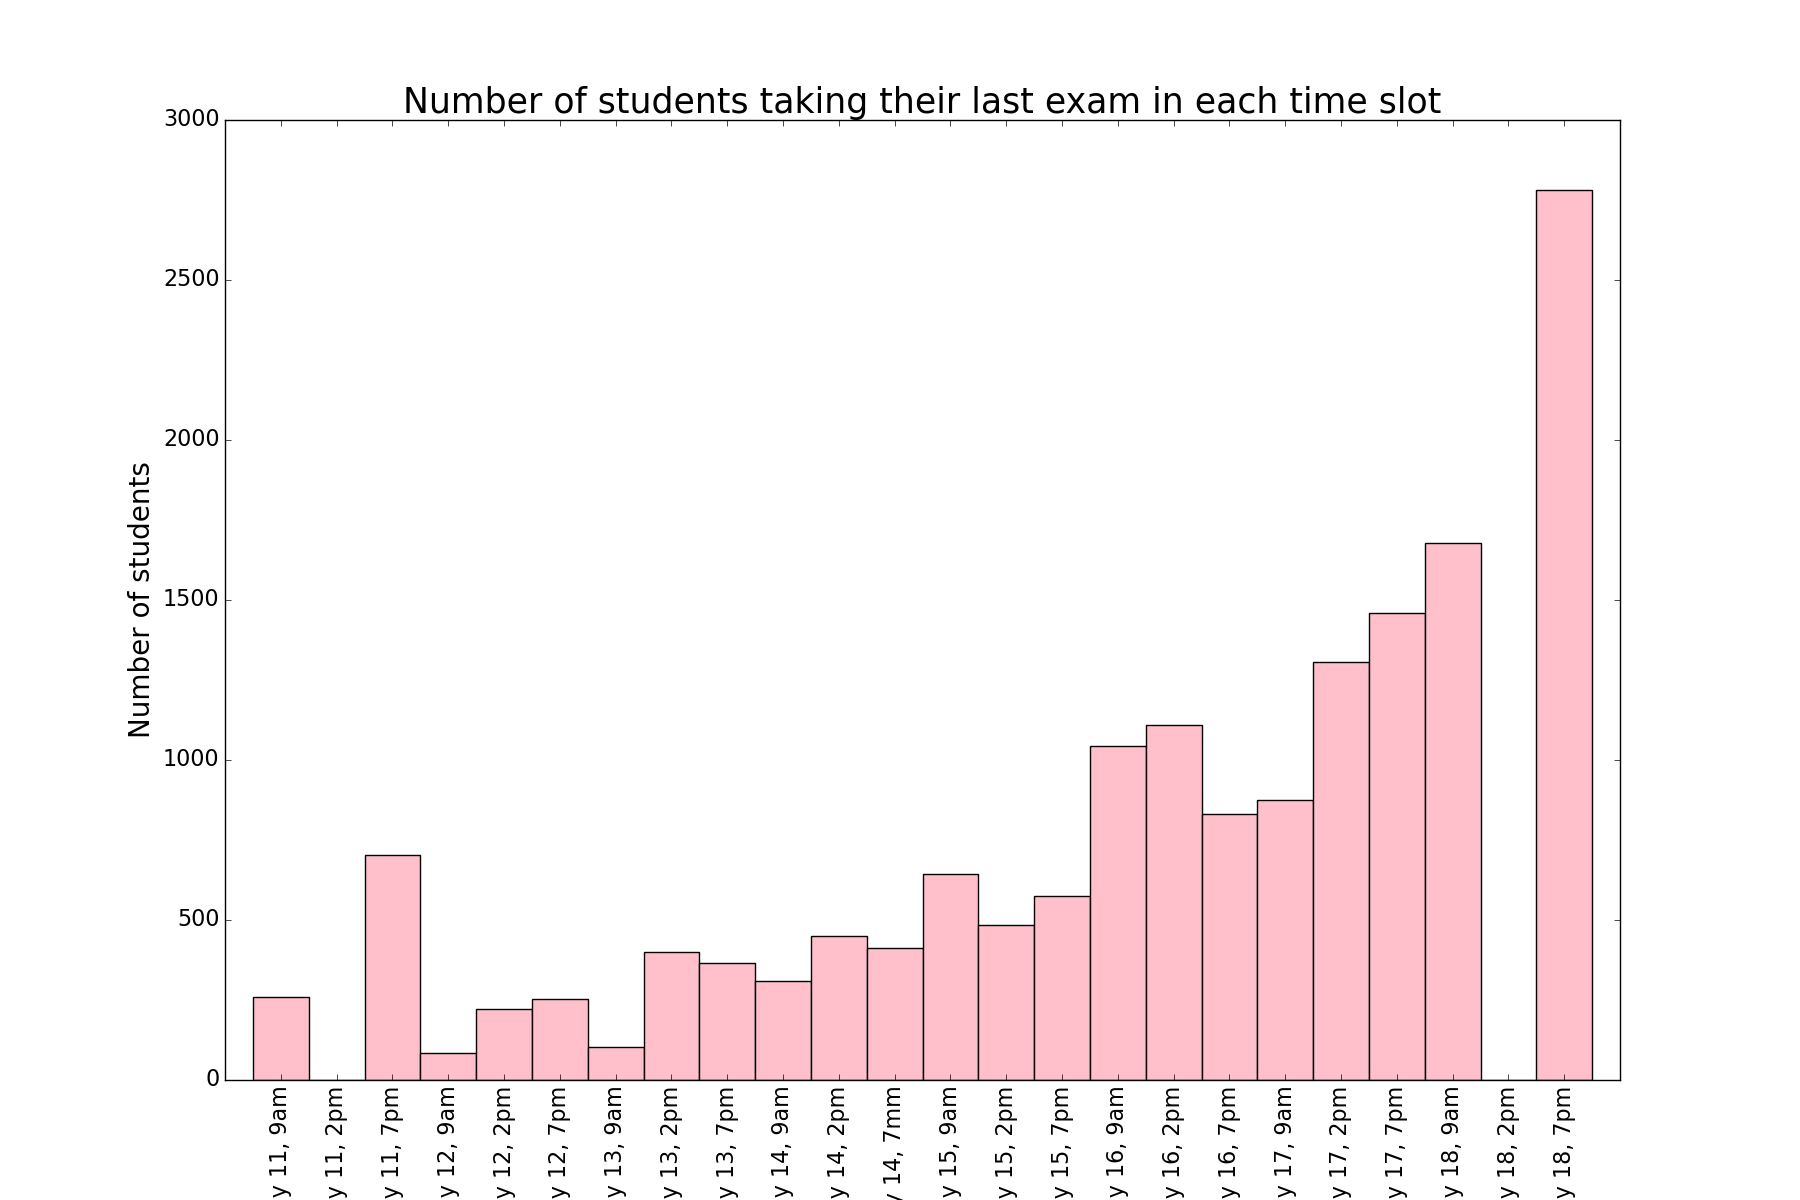 Number of students taking their last exam in each time slot
Number of students
3000
2500
2000
1500
1000
500
0
y 11, 9am
y 11, 2pm
y 11, 7pm
y 12, 9am
y 12, 2pm
y 12, 7pm
y 13, 9am
y 13, 2pm
y 13, 7pm
y 14, 9am
y 14, 2pm
y 14, 7mm
y 15, 9am
y 15, 2pm
y 15, 7pm
y 16, 9am
y 16, 2pm
y 16, 7pm
y 17, 9am
y 17, 2pm
y 17, 7pm
y 18, 9am
y 18, 2pm
y 18, 7pm